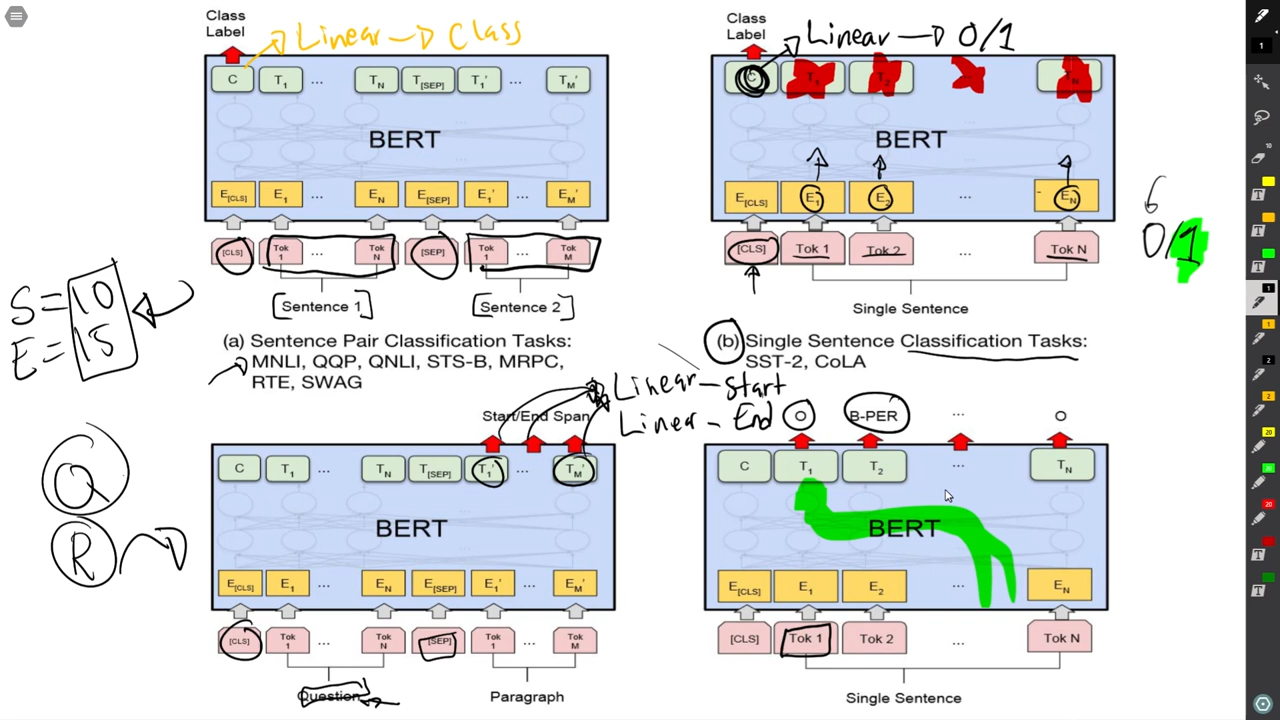 Class
Label
Linear → Class
C T1 ... TN T[SEP] T1' ... TM'
BERT
E[CLS] E1 ... EN E[SEP] E1' ... EM'
[CLS] Tok 1 ... Tok N [SEP] Tok 1 ... Tok M
Sentence 1 Sentence 2
(a) Sentence Pair Classification Tasks:
MNLI, QQP, QNLI, STS-B, MRPC,
RTE, SWAG
S = 10
E = 15
Class
Label
Linear → 0/1
C T1 T2 TN
BERT
E[CLS] E1 E2 ... EN
[CLS] Tok 1 Tok 2 ... Tok N
Single Sentence
6
0/1
(b) Single Sentence Classification Tasks:
SST-2, CoLA
Linear - Start
Linear - End
Start/End Span
C T1 ... TN T[SEP] T1' ... TM'
BERT
E[CLS] E1 ... EN E[SEP] E1' ... EM'
[CLS] Tok 1 ... Tok N [SEP] Tok 1 ... Tok M
Question Paragraph
Q
R
O B-PER ... O
C T1 T2 ... TN
BERT
E[CLS] E1 E2 ... EN
[CLS] Tok 1 Tok 2 ... Tok N
Single Sentence